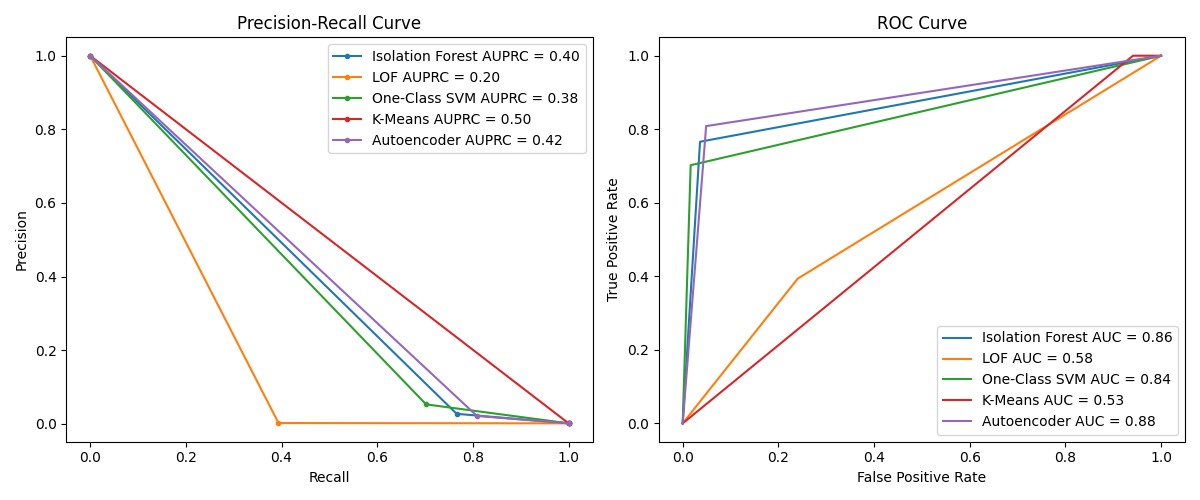 Precision-Recall Curve
1.0
0.8
0.6
0.4
0.2
0.0
Precision
0.0 0.2 0.4 0.6 0.8 1.0
Recall
Isolation Forest AUPRC = 0.40
LOF AUPRC = 0.20
One-Class SVM AUPRC = 0.38
K-Means AUPRC = 0.50
Autoencoder AUPRC = 0.42
ROC Curve
1.0
0.8
0.6
0.4
0.2
0.0
True Positive Rate
0.0 0.2 0.4 0.6 0.8 1.0
False Positive Rate
Isolation Forest AUC = 0.86
LOF AUC = 0.58
One-Class SVM AUC = 0.84
K-Means AUC = 0.53
Autoencoder AUC = 0.88